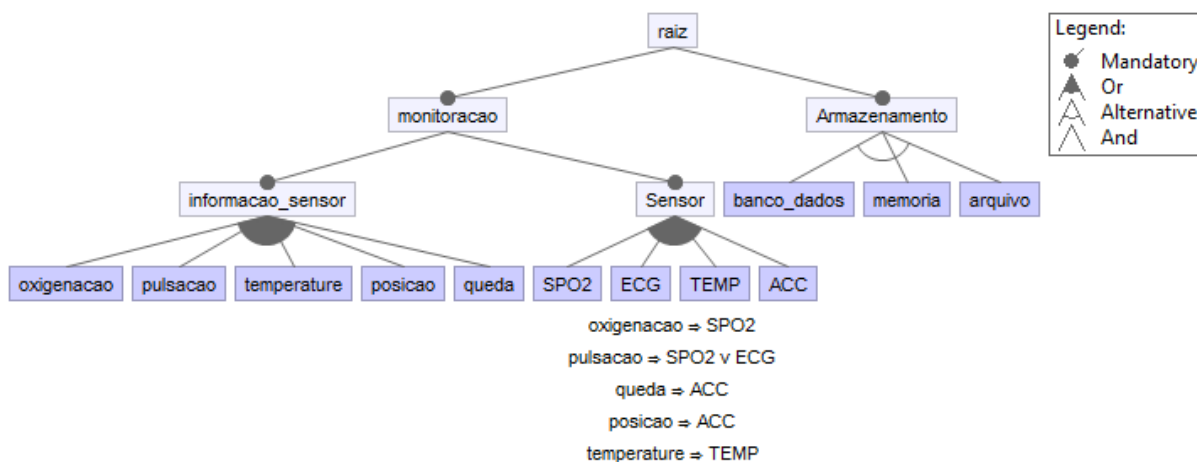 raiz
Legend:
Mandatory
Or
Alternative
And
monitoracao
Armazenamento
informacao_sensor
Sensor
banco_dados
memoria
arquivo
oxigenacao
pulsacao
temperature
posicao
queda
SPO2
ECG
TEMP
ACC
oxigenacao ⇒ SPO2
pulsacao ⇒ SPO2 v ECG
queda ⇒ ACC
posicao ⇒ ACC
temperature ⇒ TEMP